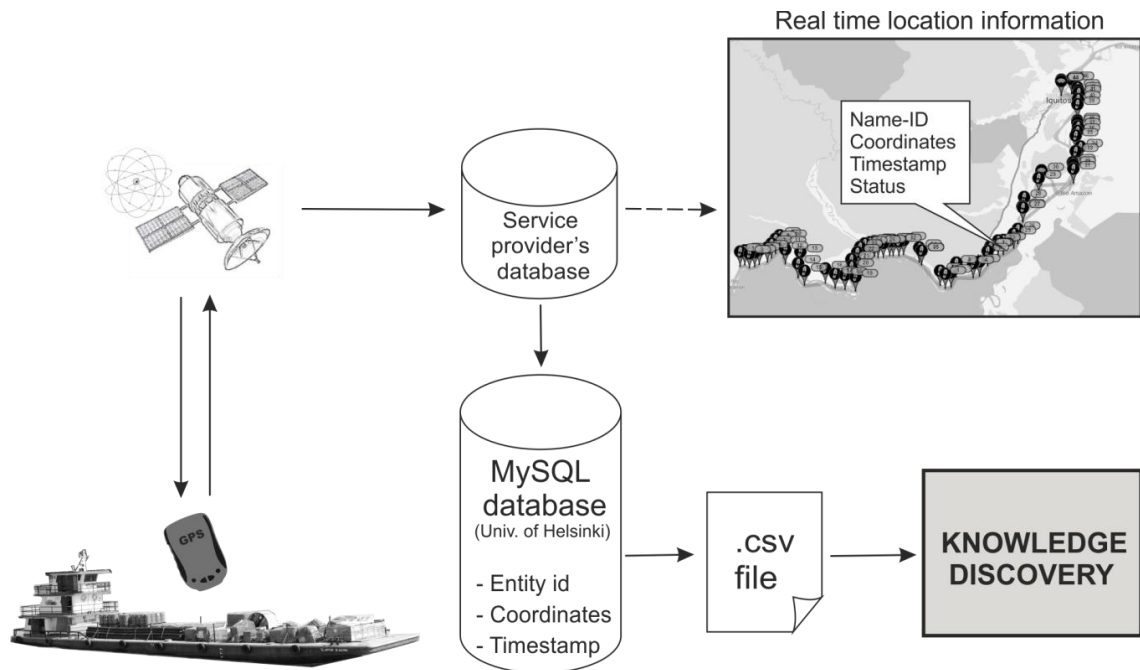 Real time location information
Iquitos
Name-ID
Coordinates
Timestamp
Status
Service
provider's
database
GPS
MySQL
database
(Univ. of Helsinki)
- Entity id
- Coordinates
- Timestamp
.csv
file
KNOWLEDGE
DISCOVERY